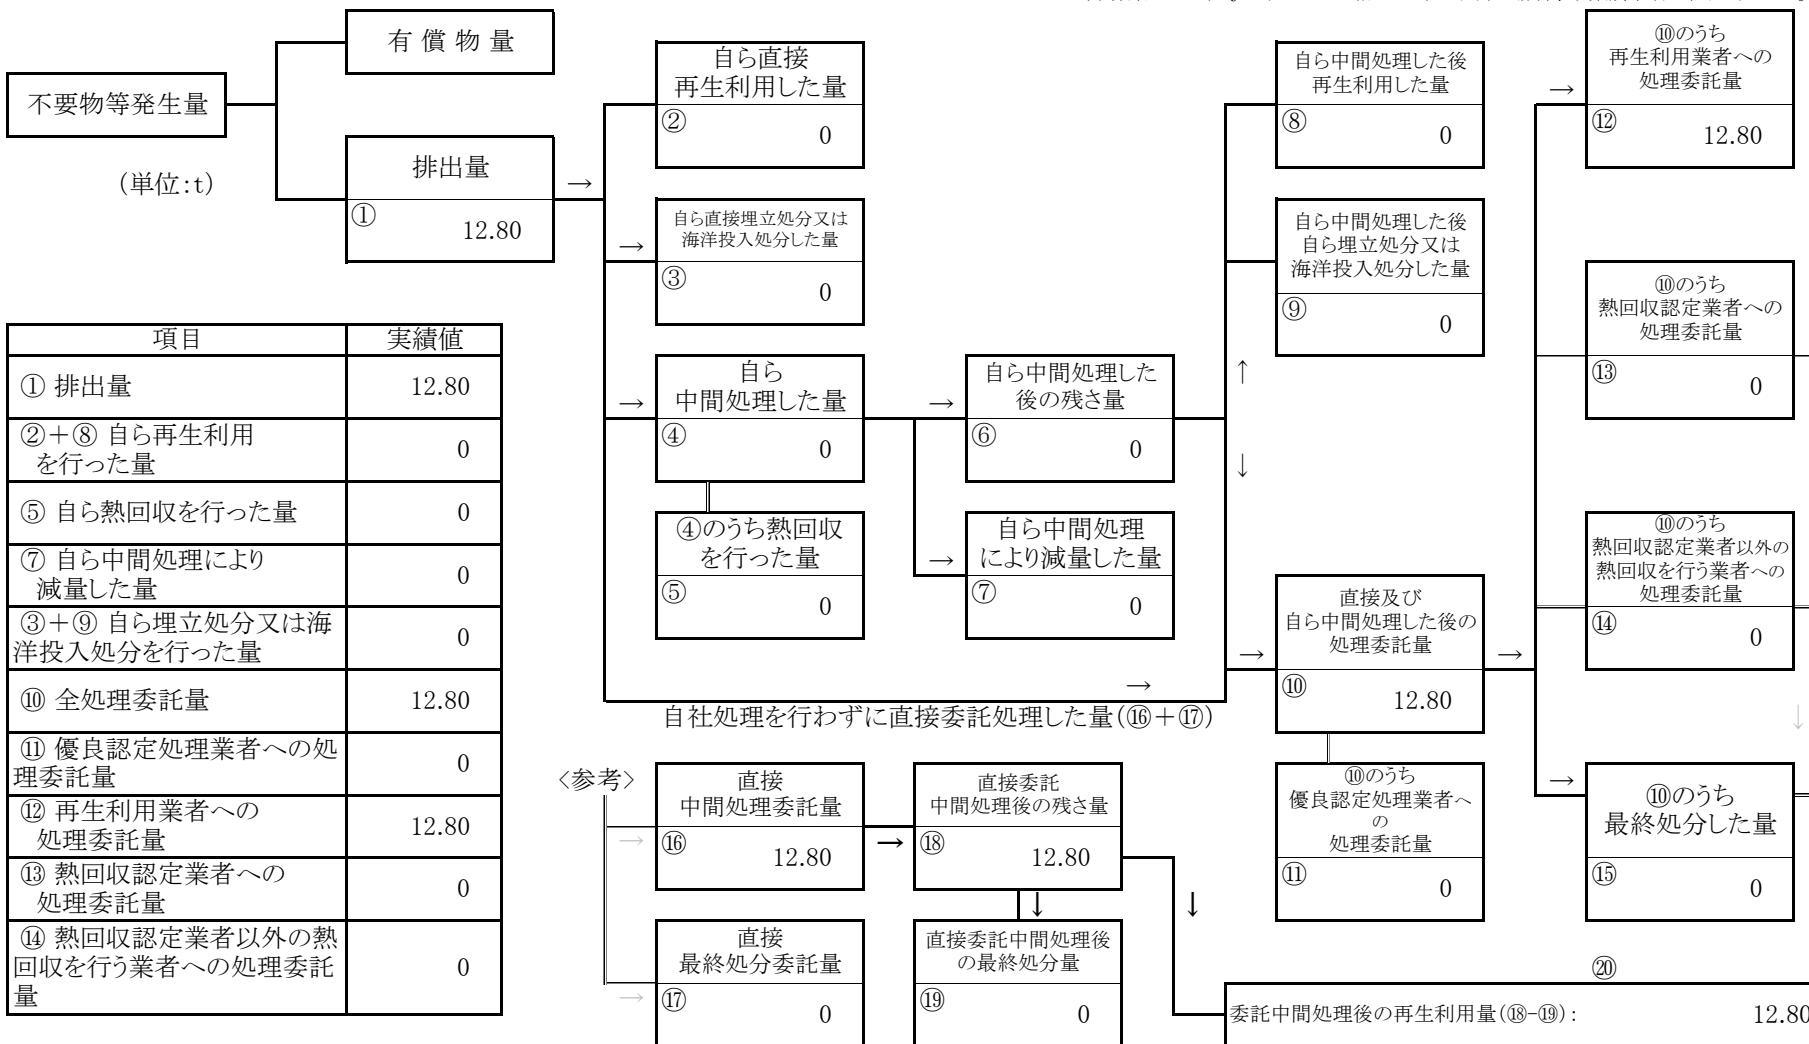 有償物量
不要物等発生量
(単位:t)
排出量
①
12.80
→
自ら直接
再生利用した量
②
0
→
自ら直接埋立処分又は
海洋投入処分した量
③
0
→
自ら
中間処理した量
④
0
④のうち熱回収
を行った量
⑤
0
→
自ら中間処理した
後の残さ量
⑥
0
→
自ら中間処理
により減量した量
⑦
0
自ら中間処理した後
再生利用した量
⑧
0
自ら中間処理した後
自ら埋立処分又は
海洋投入処分した量
⑨
0
↑
↓
→
直接及び
自ら中間処理した後の
処理委託量
⑩
12.80
→
⑩のうち
優良認定処理業者へ
の
処理委託量
⑪
0
→
⑩のうち
再生利用業者への
処理委託量
⑫
12.80
⑩のうち
熱回収認定業者への
処理委託量
⑬
0
⑩のうち
熱回収認定業者以外の
熱回収を行う業者への
処理委託量
⑭
0
↓
→
⑩のうち
最終処分した量
⑮
0
→
自社処理を行わずに直接委託処理した量(⑯+⑰)
項目 実績値
① 排出量 12.80
②+⑧ 自ら再生利用
を行った量 0
⑤ 自ら熱回収を行った量 0
⑦ 自ら中間処理により
減量した量 0
③+⑨ 自ら埋立処分又は海
洋投入処分を行った量 0
⑩ 全処理委託量 12.80
⑪ 優良認定処理業者への処
理委託量 0
⑫ 再生利用業者への
処理委託量 12.80
⑬ 熱回収認定業者への
処理委託量 0
⑭ 熱回収認定業者以外の熱
回収を行う業者への処理委託
量 0
<参考>
→
直接
中間処理委託量
⑯
12.80
→
直接委託
中間処理後の残さ量
⑱
12.80
↓
↓
→
直接
最終処分委託量
⑰
0
直接委託中間処理後
の最終処分量
⑲
0
⑳
委託中間処理後の再生利用量(⑱-⑲): 12.80